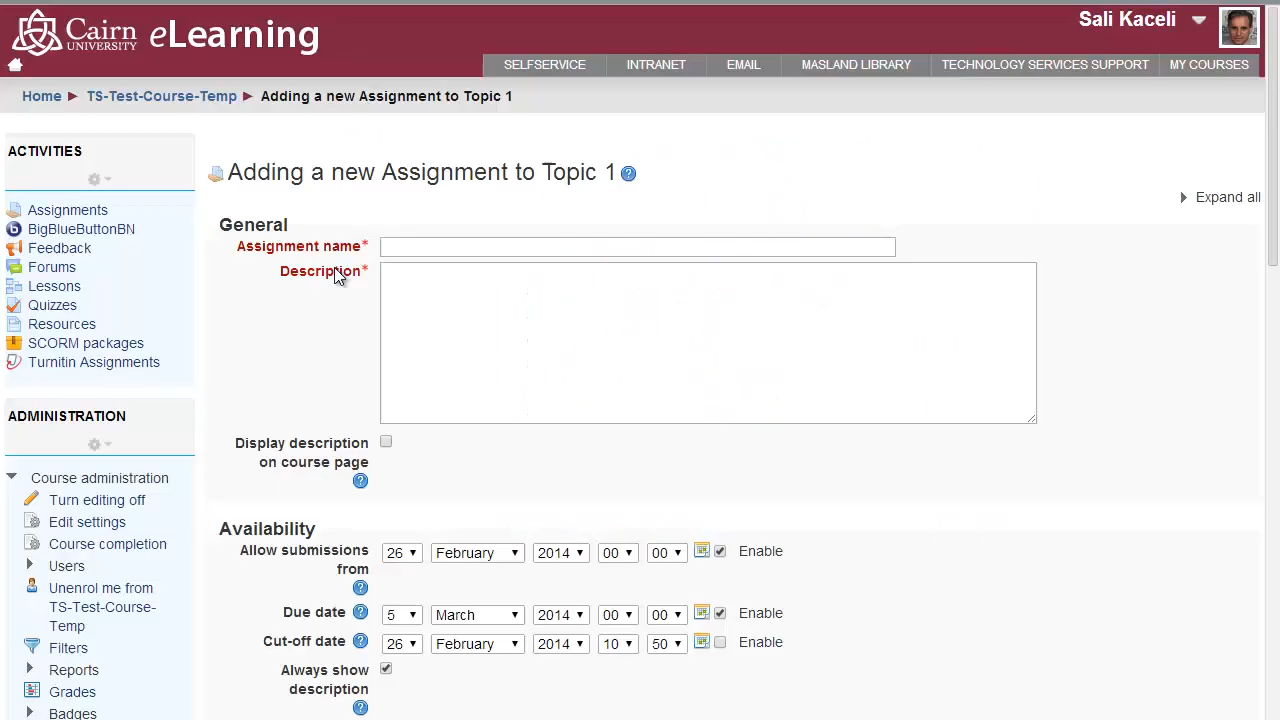 Cairn UNIVERSITY eLearning
Sali Kaceli
SELFSERVICE INTRANET EMAIL MASLAND LIBRARY TECHNOLOGY SERVICES SUPPORT MY COURSES
Home TS-Test-Course-Temp Adding a new Assignment to Topic 1
ACTIVITIES
Assignments
BigBlueButtonBN
Feedback
Forums
Lessons
Quizzes
Resources
SCORM packages
Turnitin Assignments
ADMINISTRATION
Course administration
Turn editing off
Edit settings
Course completion
Users
Unenrol me from
TS-Test-Course-
Temp
Filters
Reports
Grades
Badges
Adding a new Assignment to Topic 1
Expand all
General
Assignment name*
Description*
Display description
on course page
Availability
Allow submissions
from
26 February 2014 00 00 Enable
Due date 5 March 2014 00 00 Enable
Cut-off date 26 February 2014 10 50 Enable
Always show
description